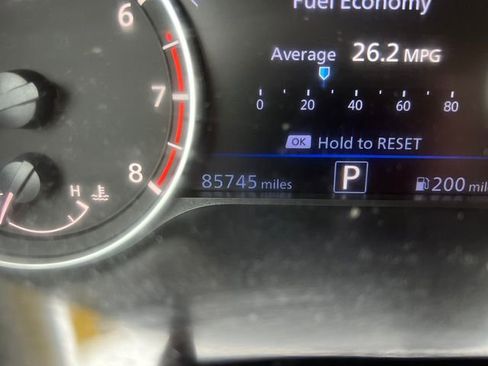 Fuel Economy
6
Average 26.2 MPG
7
0 20 40 60 80
OK Hold to RESET
8
85745 miles P 200 mil
H